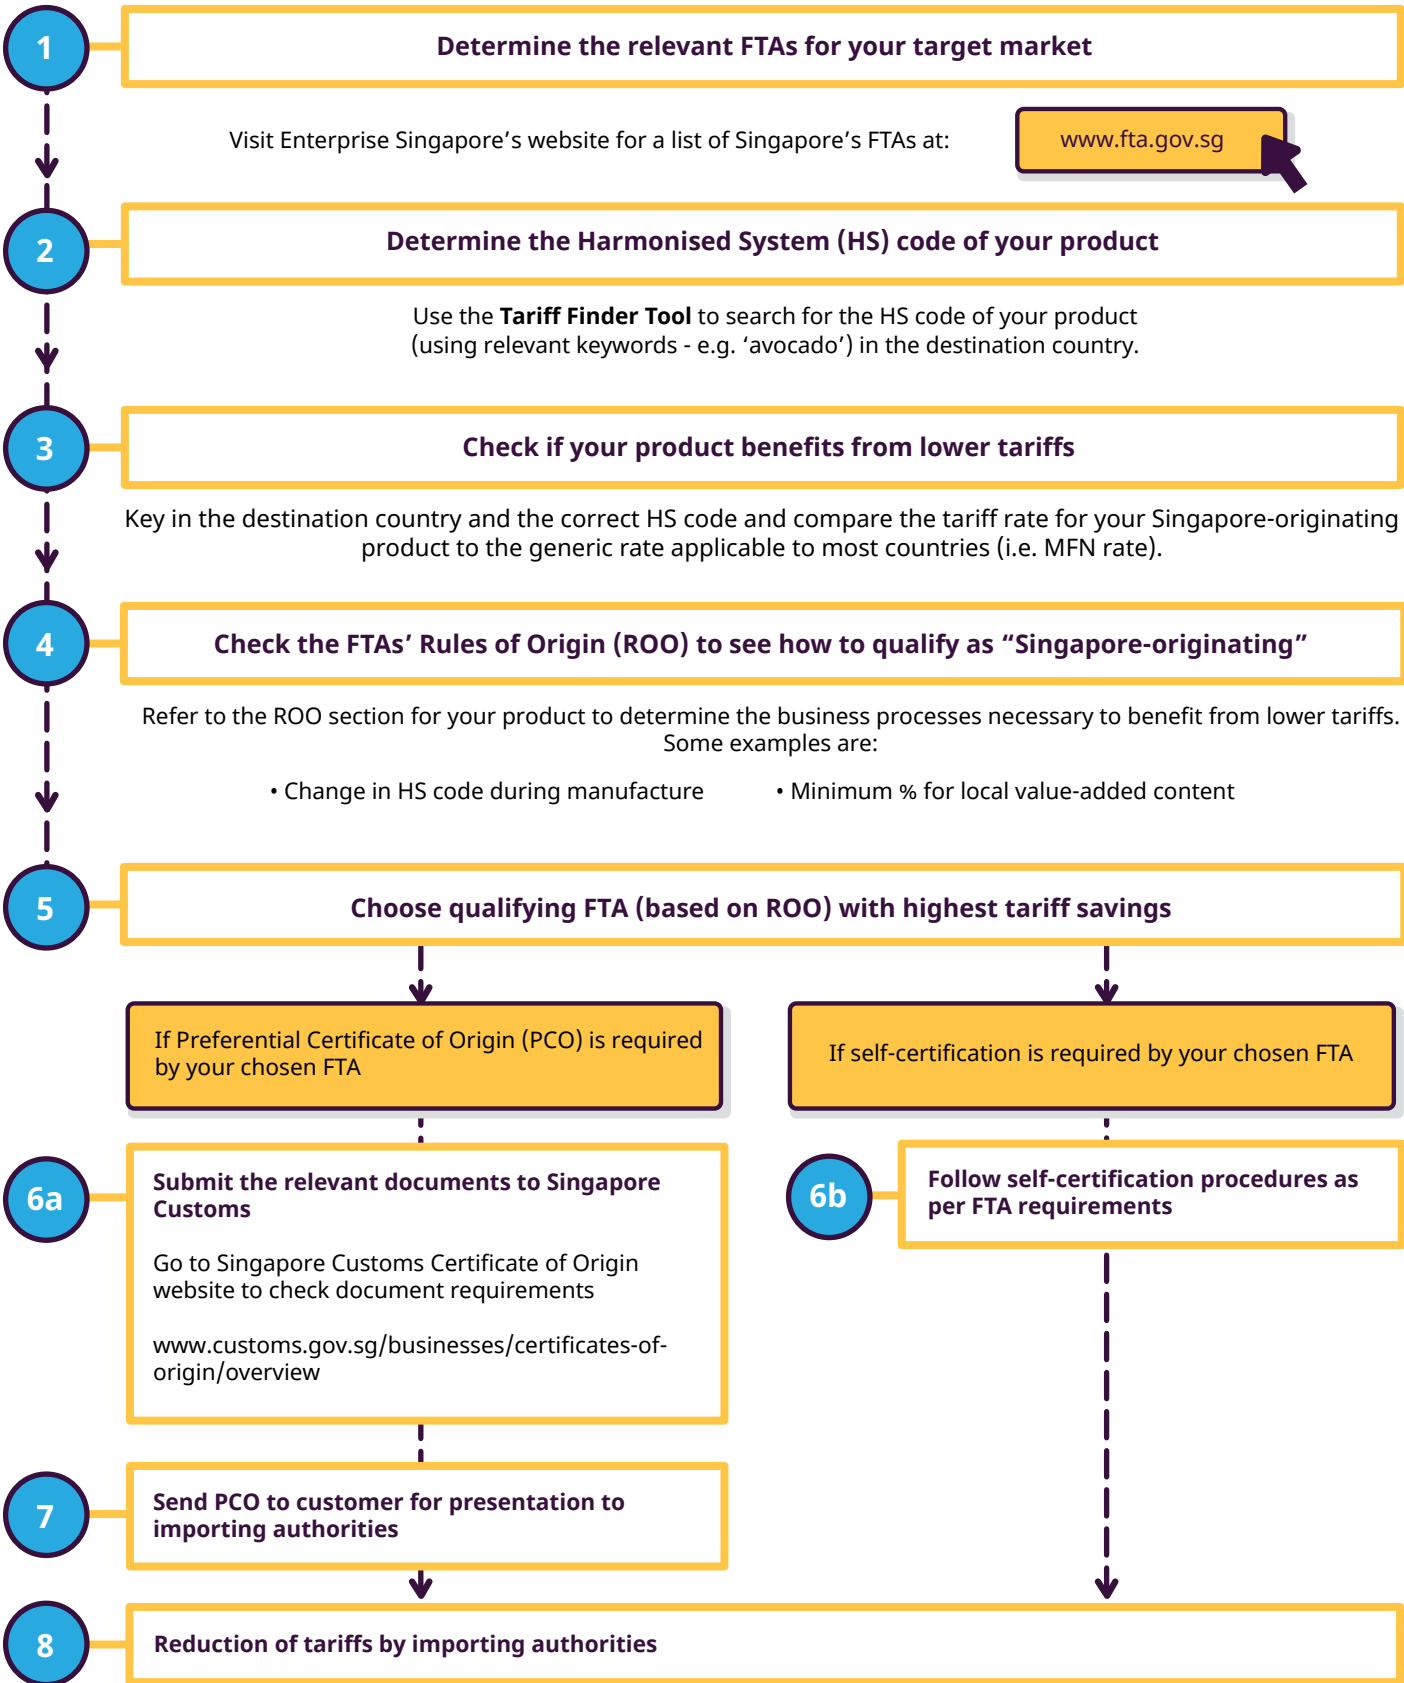 1
Determine the relevant FTAs for your target market
Visit Enterprise Singapore’s website for a list of Singapore’s FTAs at:
www.fta.gov.sg
2
Determine the Harmonised System (HS) code of your product
Use the Tariff Finder Tool to search for the HS code of your product
(using relevant keywords - e.g. ‘avocado’) in the destination country.
3
Check if your product benefits from lower tariffs
Key in the destination country and the correct HS code and compare the tariff rate for your Singapore-originating
product to the generic rate applicable to most countries (i.e. MFN rate).
4
Check the FTAs’ Rules of Origin (ROO) to see how to qualify as “Singapore-originating”
Refer to the ROO section for your product to determine the business processes necessary to benefit from lower tariffs.
Some examples are:
• Change in HS code during manufacture
• Minimum % for local value-added content
5
Choose qualifying FTA (based on ROO) with highest tariff savings
If Preferential Certificate of Origin (PCO) is required
by your chosen FTA
If self-certification is required by your chosen FTA
6a
Submit the relevant documents to Singapore
Customs
Go to Singapore Customs Certificate of Origin
website to check document requirements
www.customs.gov.sg/businesses/certificates-of-
origin/overview
6b
Follow self-certification procedures as
per FTA requirements
7
Send PCO to customer for presentation to
importing authorities
8
Reduction of tariffs by importing authorities